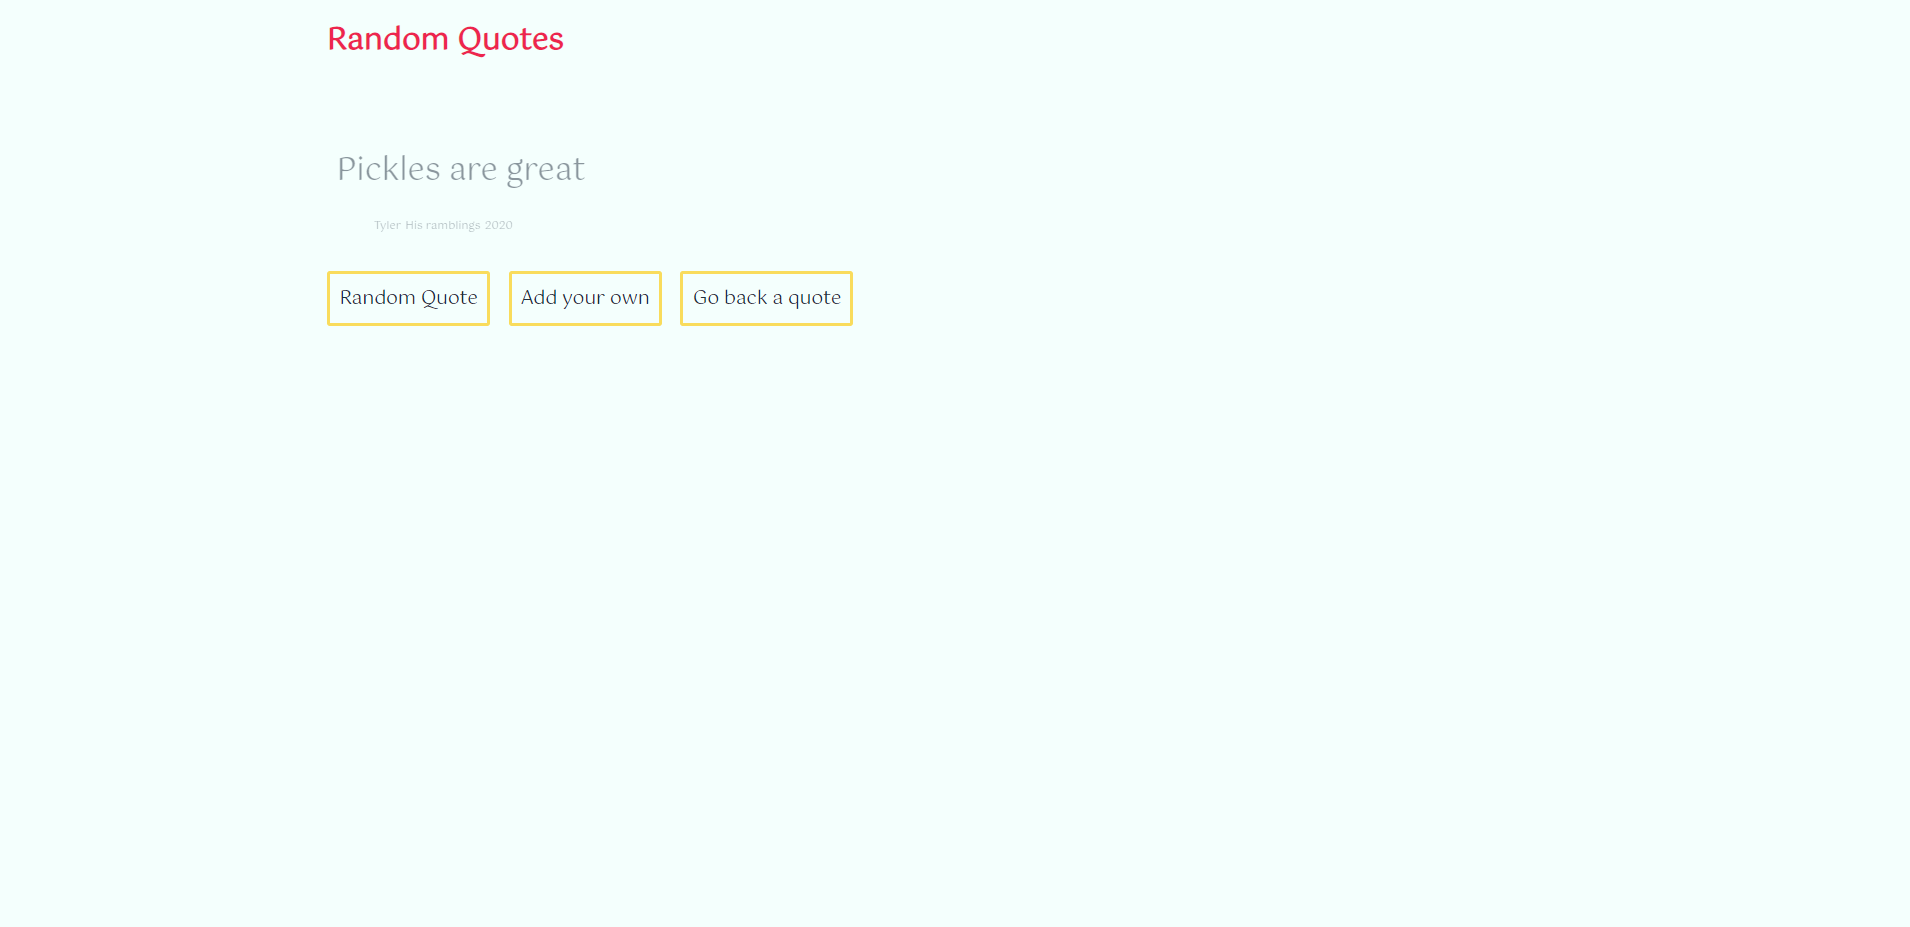 Random Quotes
Pickles are great
Tyler His ramblings 2020
Random Quote Add your own Go back a quote